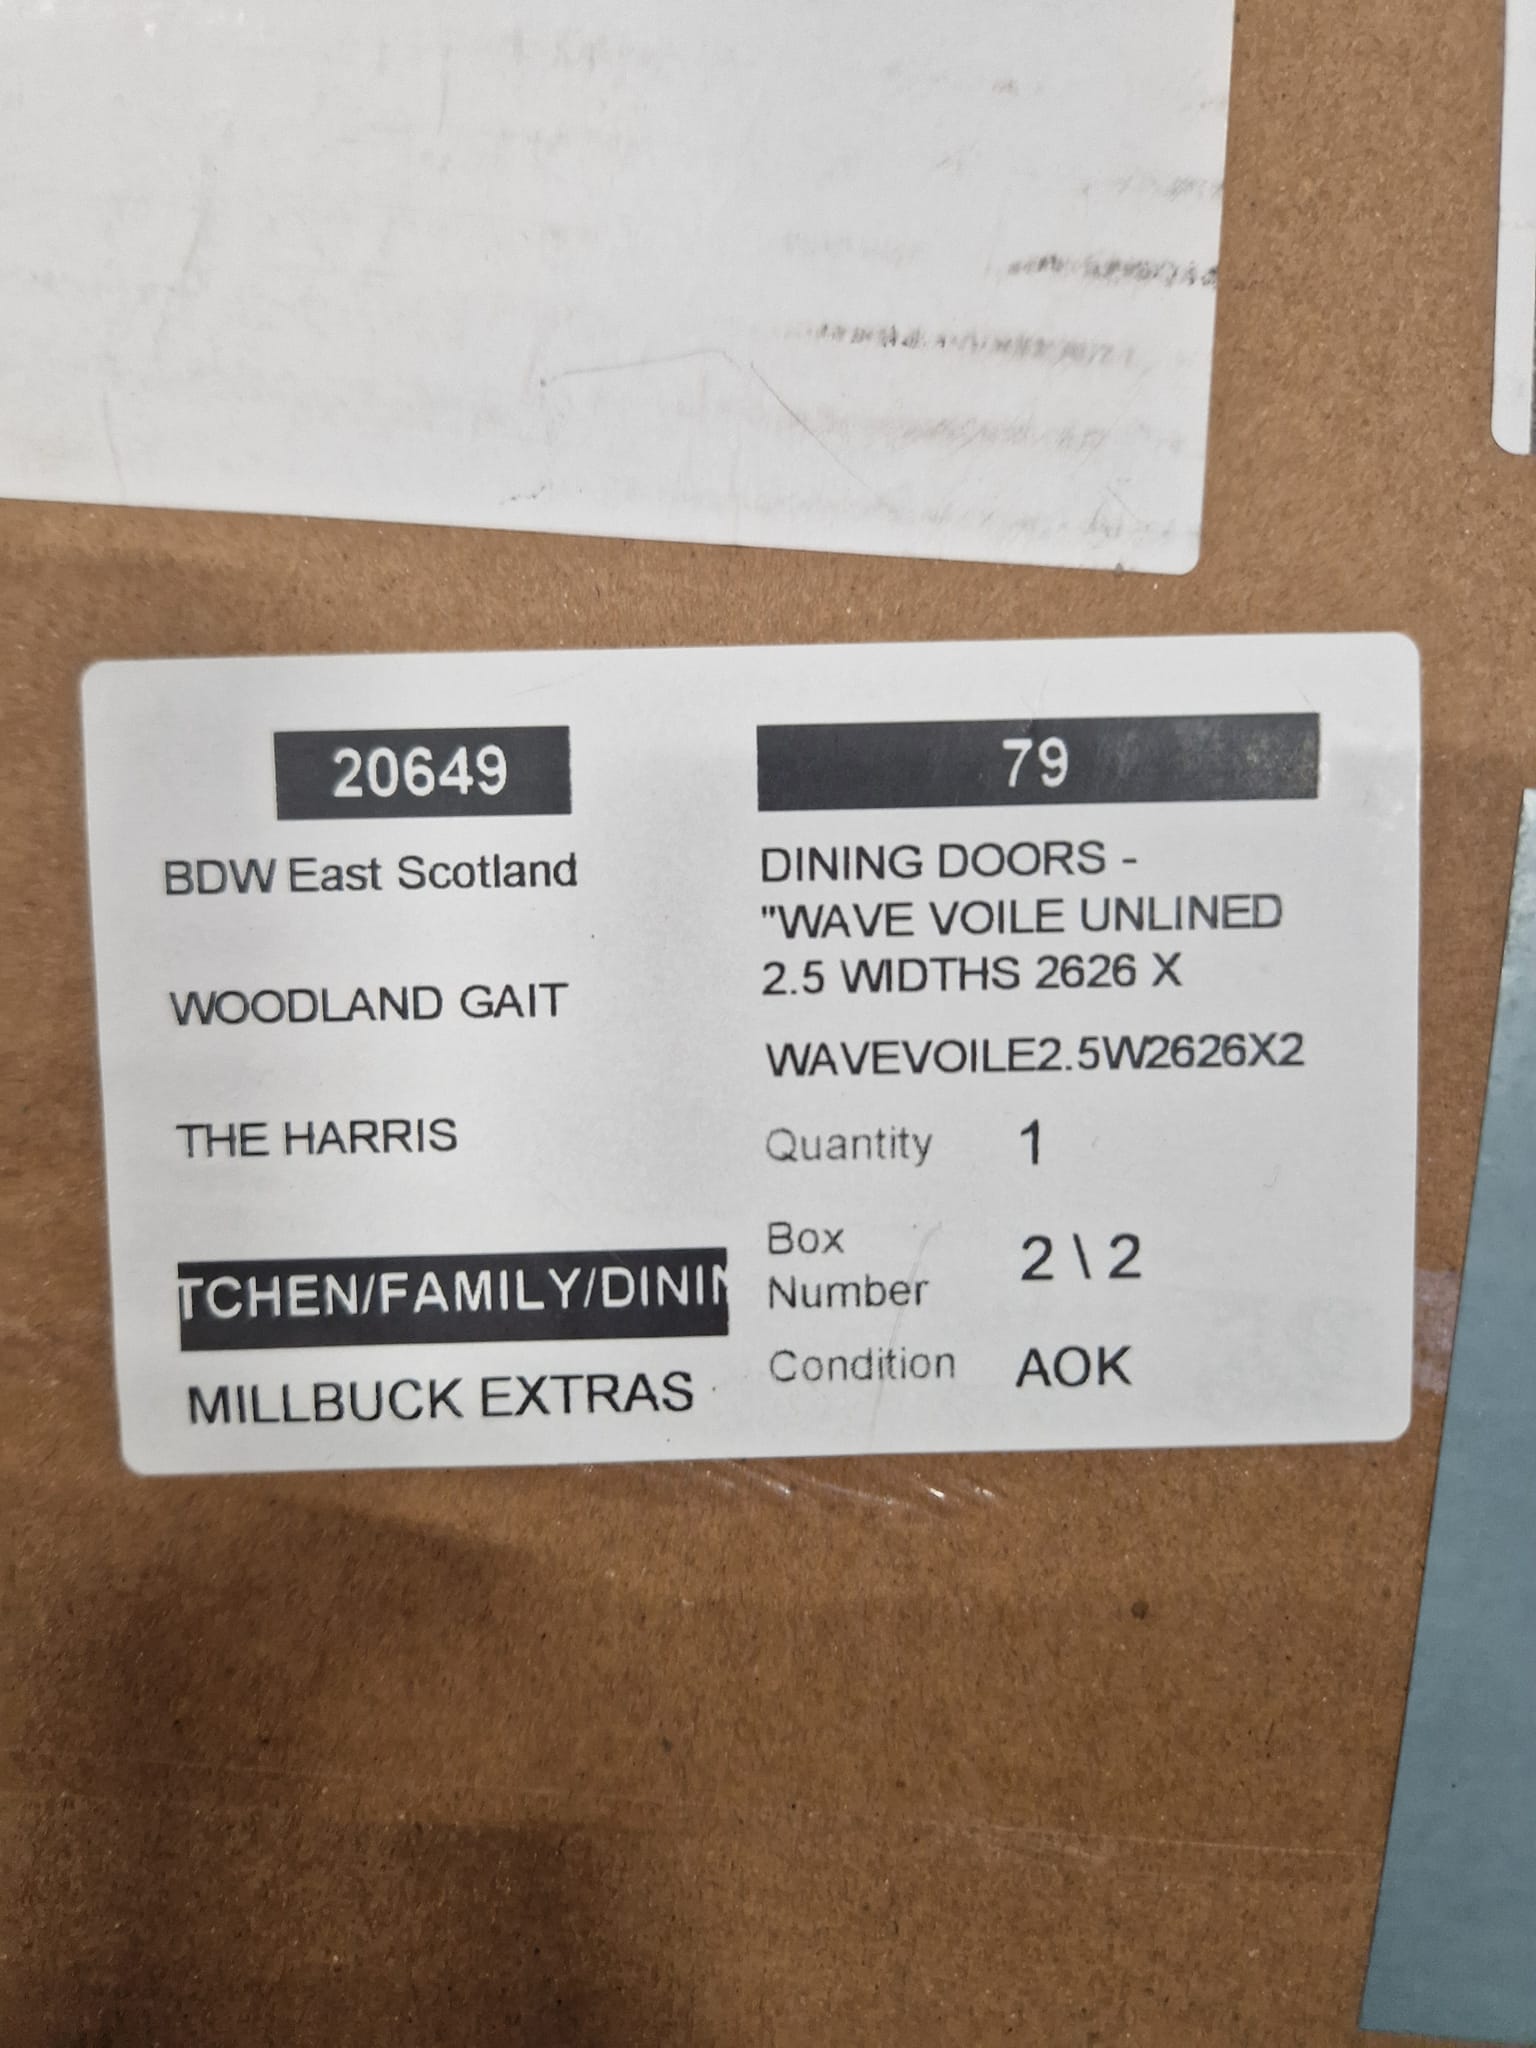 20649
BDW East Scotland
WOODLAND GAIT
THE HARRIS
TCHEN/FAMILY/DININ
MILLBUCK EXTRAS
79
DINING DOORS -
"WAVE VOILE UNLINED
2.5 WIDTHS 2626 X
WAVEVOILE2.5W2626X2
Quantity 1
Box
Number 2 \ 2
Condition AOK